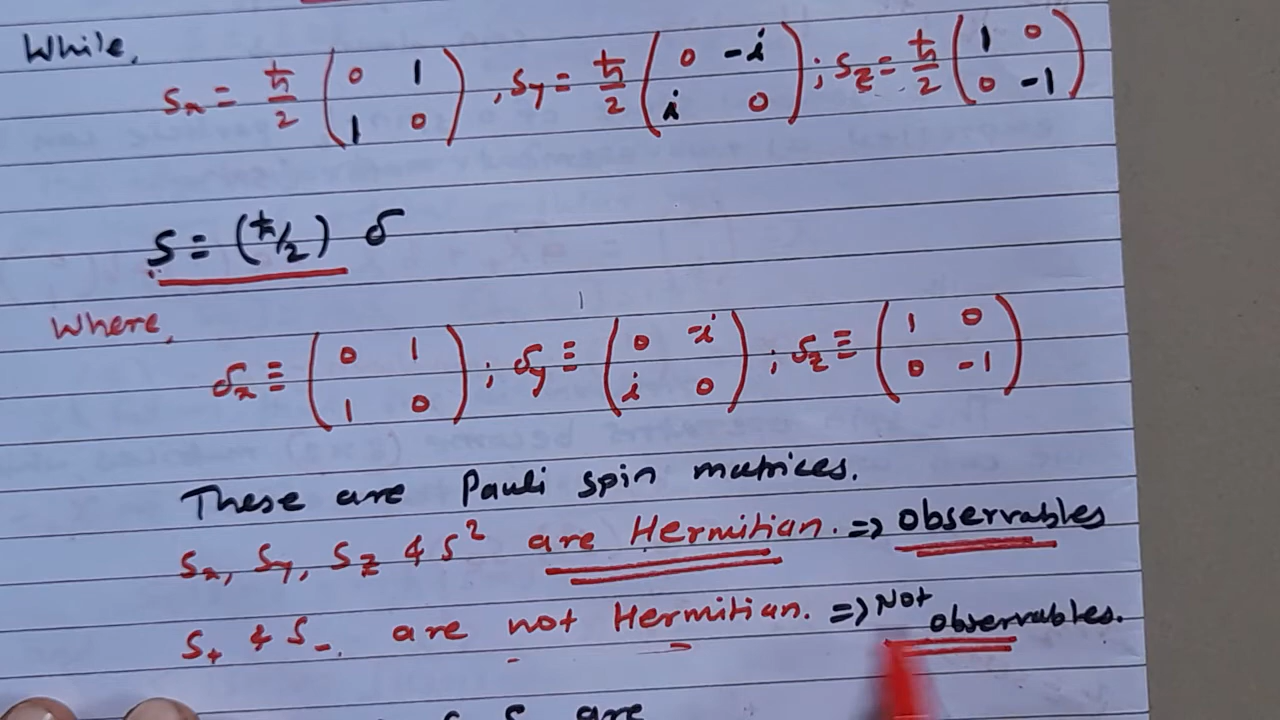 While,
Sx = ħ/2 (0 1 1 0), Sy = ħ/2 (0 -i i 0); Sz = ħ/2 (1 0 0 -1)
S = (ħ/2) σ
Where,
σx ≡ (0 1 1 0); σy ≡ (0 -i i 0); σz ≡ (1 0 0 -1)
These are Pauli spin matrices.
Sx, Sy, Sz & S² are Hermitian. => Observables
S+ & S-. are not Hermitian. => Not observables.
are